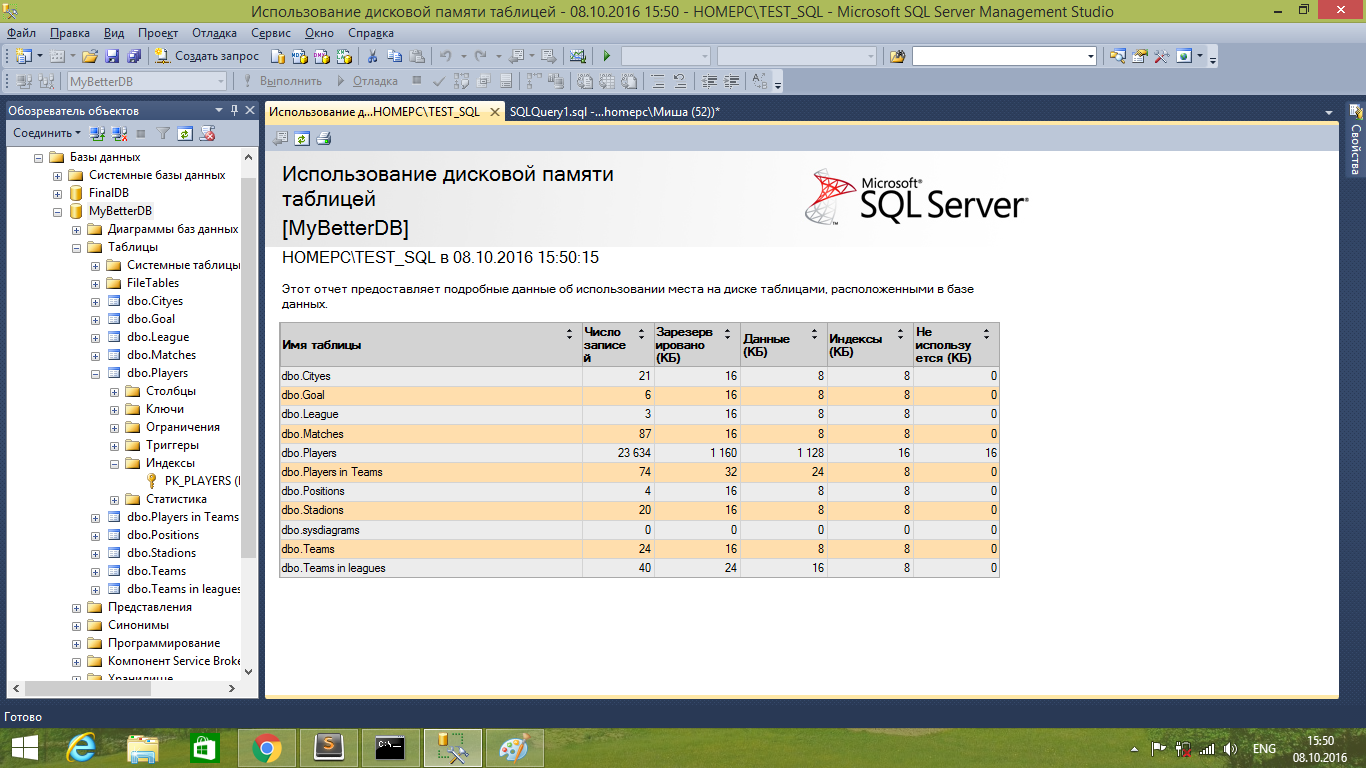 Использование дисковой памяти таблицей - 08.10.2016 15:50 - HOMEPC\TEST_SQL - Microsoft SQL Server Management Studio
Файл Правка Вид Проект Отладка Сервис Окно Справка
Создать запрос
MyBetterDB Выполнить Отладка
Обозреватель объектов
Соединить
Базы данных
Системные базы данных
FinalDB
MyBetterDB
Диаграммы баз данных
Таблицы
Системные таблицы
FileTables
dbo.Cityes
dbo.Goal
dbo.League
dbo.Matches
dbo.Players
Столбцы
Ключи
Ограничения
Триггеры
Индексы
PK_PLAYERS (
Статистика
dbo.Players in Teams
dbo.Positions
dbo.Stadions
dbo.Teams
dbo.Teams in leagues
Представления
Синонимы
Программирование
Компонент Service Broke
Хранилище
Использование д...HOMEPC\TEST_SQL
SQLQuery1.sql -...homepc\Миша (52))*
Использование дисковой памяти
таблицей
[MyBetterDB]
Microsoft®
SQL Server®
HOMEPC\TEST_SQL в 08.10.2016 15:50:15
Этот отчет предоставляет подробные данные об использовании места на диске таблицами, расположенными в базе
данных.
Имя таблицы
Число
записе
й
Зарезерв
ировано
(КБ)
Данные
(КБ)
Индексы
(КБ)
Не
использу
ется (КБ)
dbo.Cityes 21 16 8 8 0
dbo.Goal 6 16 8 8 0
dbo.League 3 16 8 8 0
dbo.Matches 87 16 8 8 0
dbo.Players 23 634 1 160 1 128 16 16
dbo.Players in Teams 74 32 24 8 0
dbo.Positions 4 16 8 8 0
dbo.Stadions 20 16 8 8 0
dbo.sysdiagrams 0 0 0 0 0
dbo.Teams 24 16 8 8 0
dbo.Teams in leagues 40 24 16 8 0
Свойства
Готово
ENG
15:50
08.10.2016